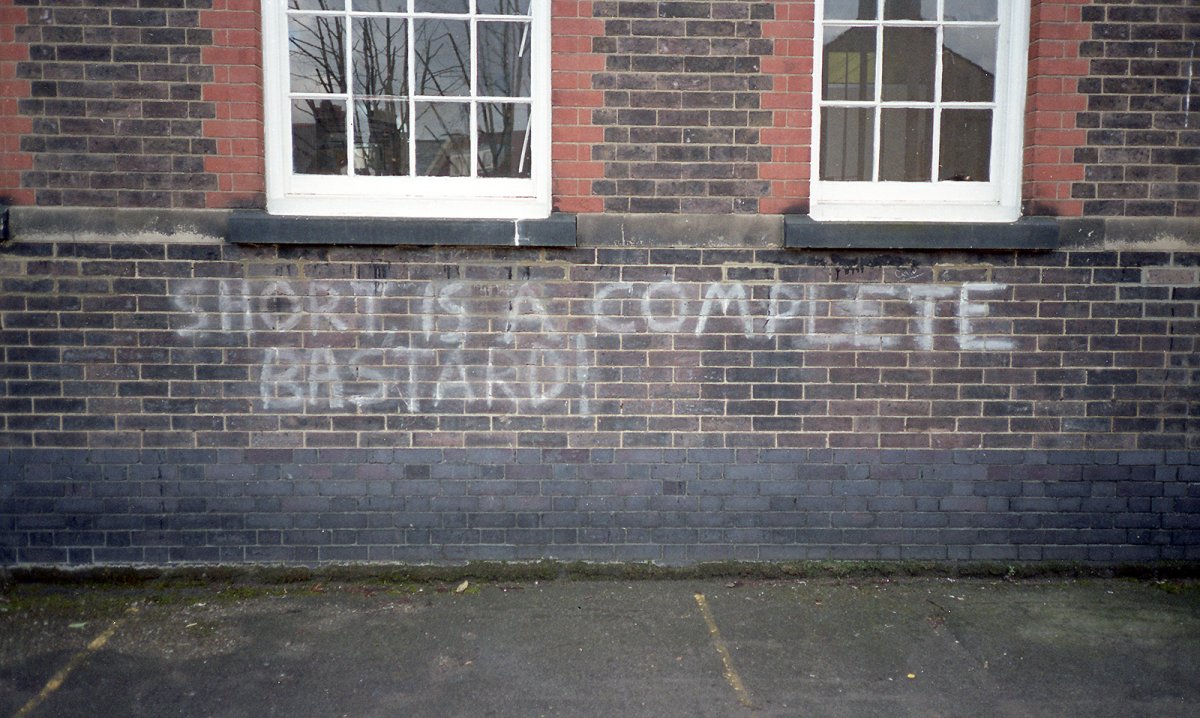 SHORT IS A COMPLETE
BASTARD!